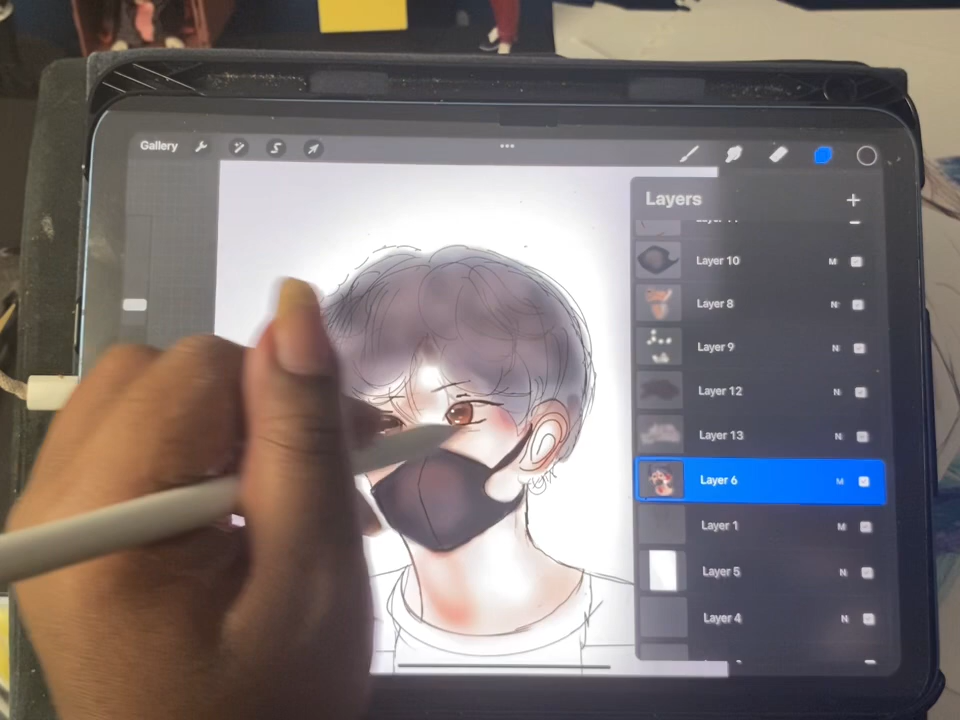 Gallery
Layers
Layer 10 M
Layer 8 N
Layer 9 N
Layer 12 N
Layer 13 N
Layer 6 M
Layer 1 M
Layer 5 N
Layer 4 N